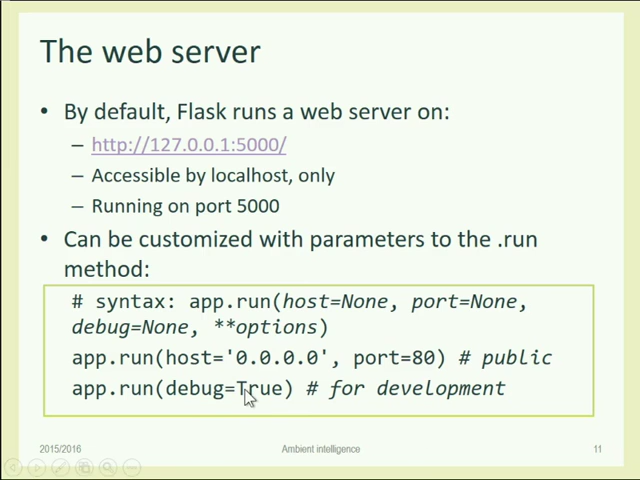 The web server
• By default, Flask runs a web server on:
– http://127.0.0.1:5000/
– Accessible by localhost, only
– Running on port 5000
• Can be customized with parameters to the .run
method:
# syntax: app.run(host=None, port=None,
debug=None, **options)
app.run(host='0.0.0.0', port=80) # public
app.run(debug=True) # for development
2015/2016 Ambient intelligence 11